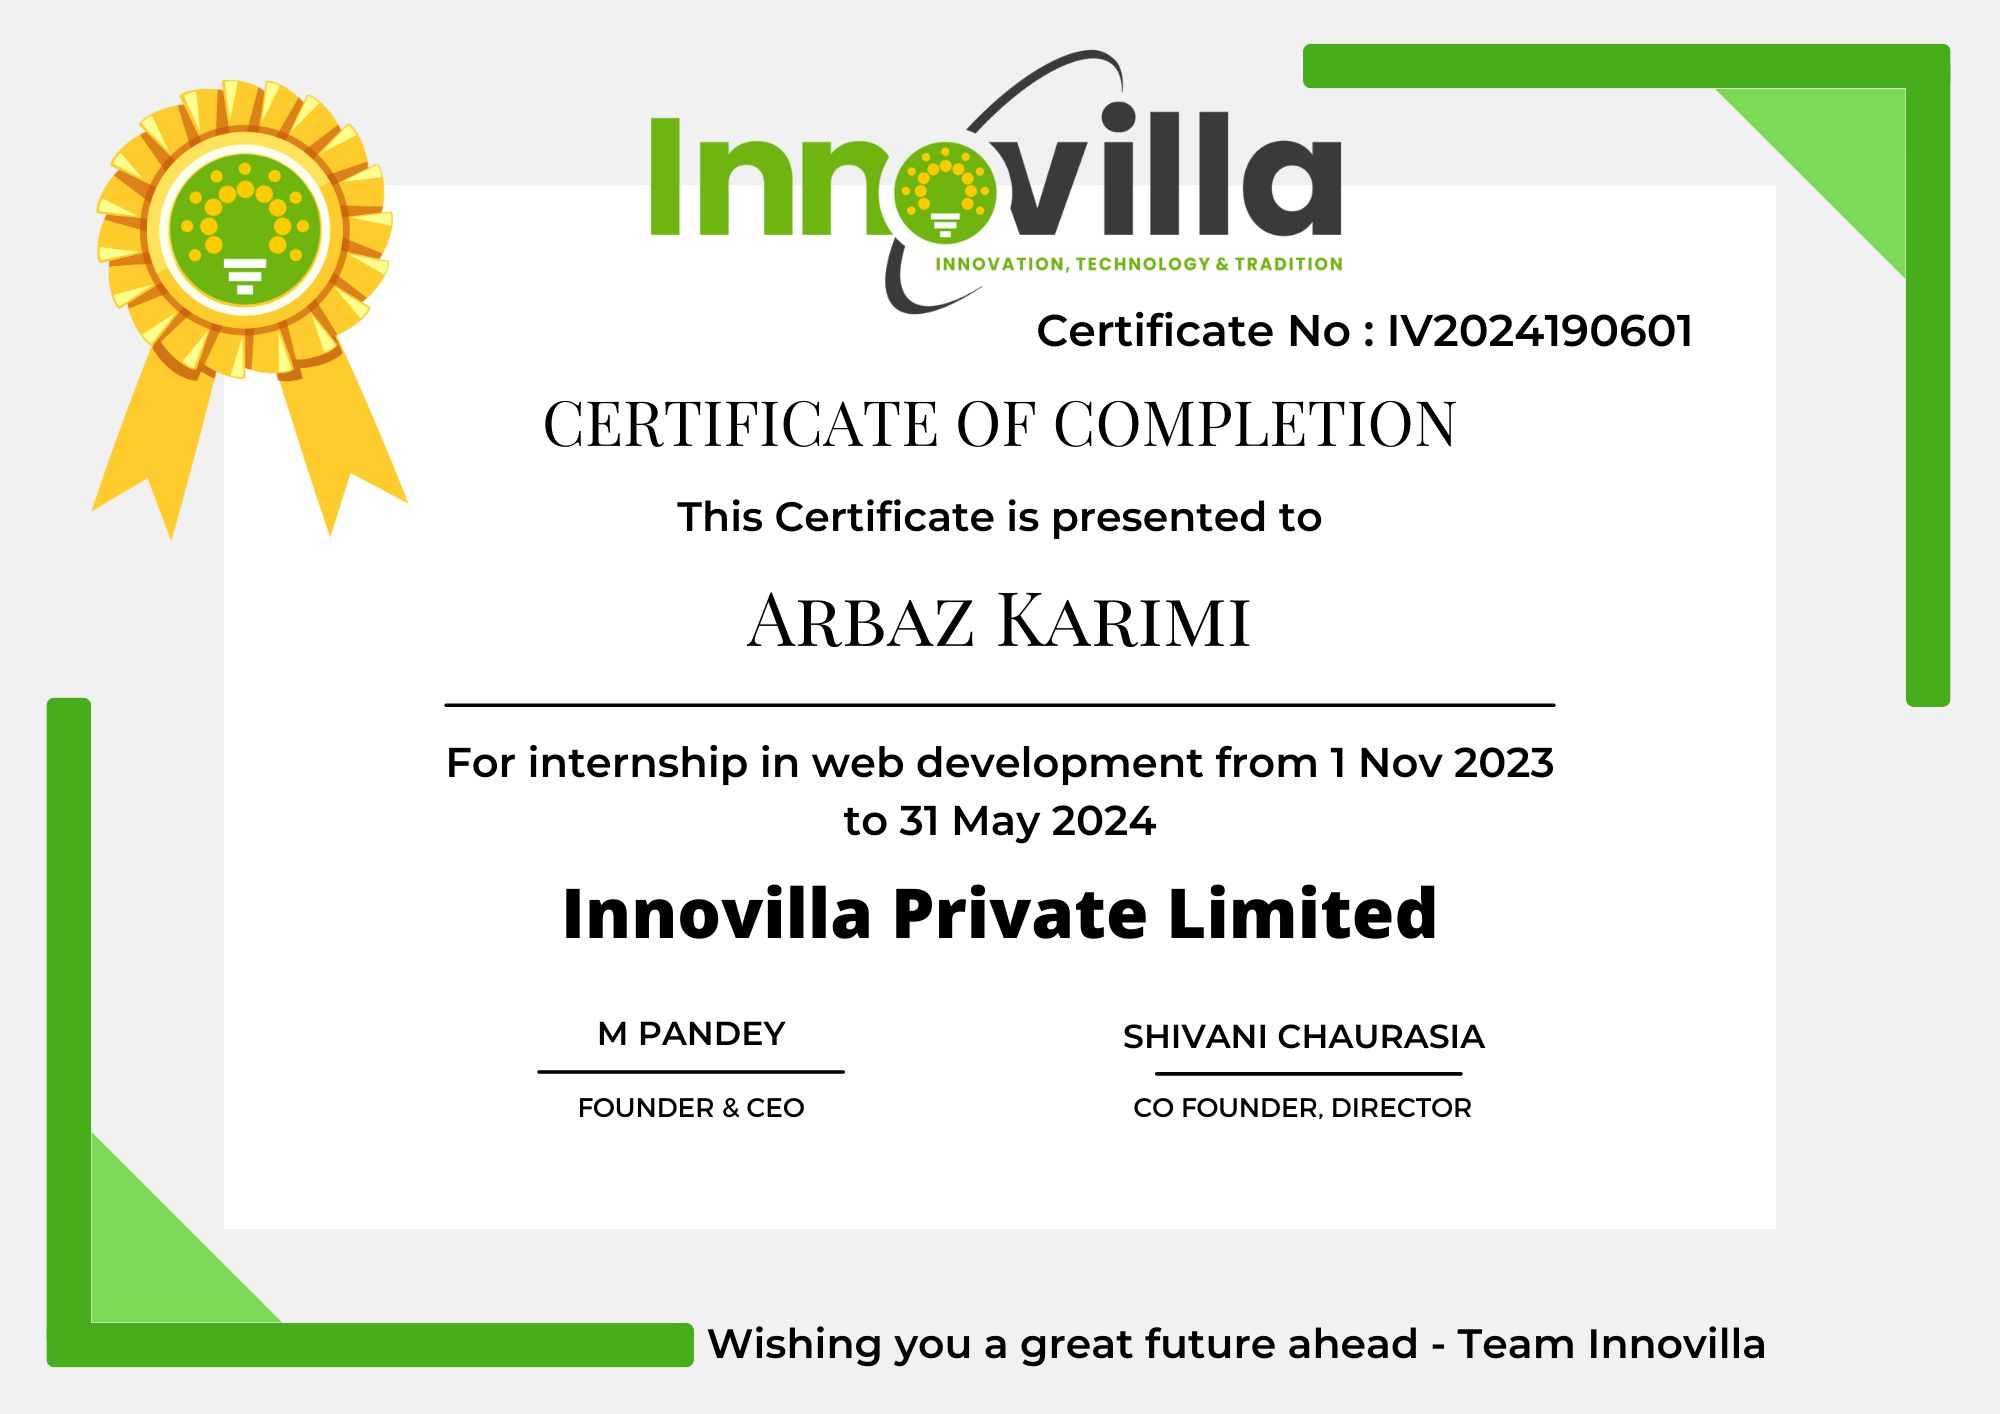 Innovilla
INNOVATION, TECHNOLOGY & TRADITION
Certificate No : IV2024190601
CERTIFICATE OF COMPLETION
This Certificate is presented to
Arbaz Karimi
For internship in web development from 1 Nov 2023
to 31 May 2024
Innovilla Private Limited
M PANDEY
FOUNDER & CEO
SHIVANI CHAURASIA
CO FOUNDER, DIRECTOR
Wishing you a great future ahead - Team Innovilla